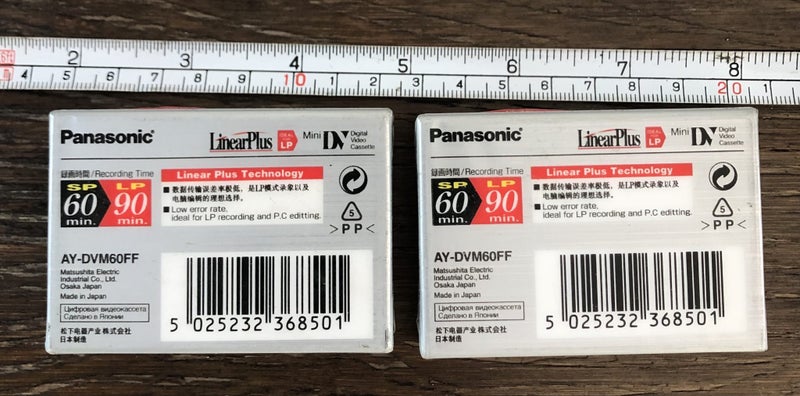 2 3 4 5 6 7 8
4 5 6 7 8 9 10 1 2 3 4 5 6 7 8 9 20 1
Panasonic
LinearPlus
IDEAL FOR LP
Mini DV Digital Video Cassette
録画時間/Recording Time
SP 60 min.
LP 90 min.
Linear Plus Technology
■ 数据传输误差率极低，是LP模式录象以及
电脑编辑的理想选择。
■ Low error rate,
ideal for LP recording and P.C editting.
5
>PP<
AY-DVM60FF
Matsushita Electric
Industrial Co., Ltd.
Osaka Japan
Made in Japan
Цифровая видеокассета
Сделано в Японии
松下电器产业 株式会社
日本制造
5 025232 368501
Panasonic
LinearPlus
IDEAL FOR LP
Mini DV Digital Video Cassette
録画時間/Recording Time
SP 60 min.
LP 90 min.
Linear Plus Technology
■ 数据传输误差率极低，是LP模式录象以及
电脑编辑的理想选择。
■ Low error rate,
ideal for LP recording and P.C editting.
5
>PP<
AY-DVM60FF
Matsushita Electric
Industrial Co., Ltd.
Osaka Japan
Made in Japan
Цифровая видеокассета
Сделано в Японии
松下电器产业 株式会社
日本制造
5 025232 368501